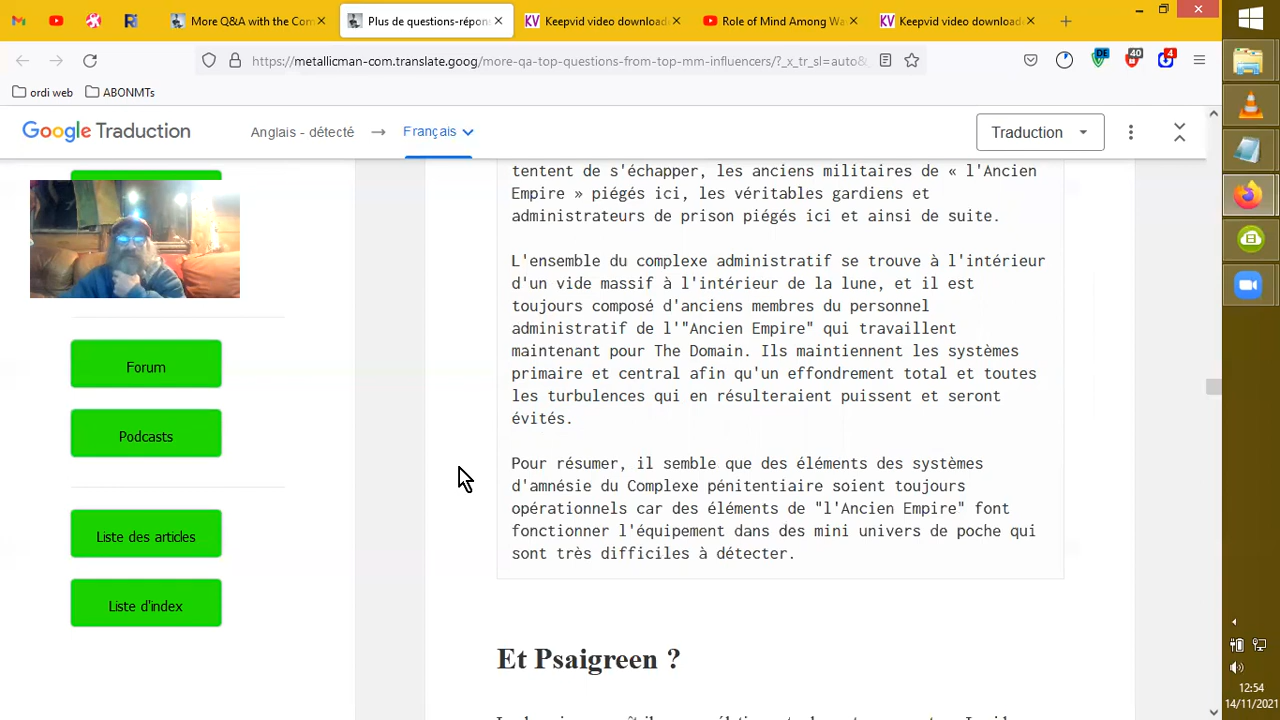 More Q&A with the Com
Plus de questions-répons
Keepvid video download
Role of Mind Among Wa
Keepvid video download
https://metallicman-com.translate.goog/more-qa-with-questions-from-top-mm-influencers/?_x_tr_sl=auto&
DE
40
4
ordi web
ABONMTs
Google Traduction
Anglais - détecté
Français
Traduction
tentent de s'échapper, les anciens militaires de « l'Ancien
Empire » piégés ici, les véritables gardiens et
administrateurs de prison piégés ici et ainsi de suite.
L'ensemble du complexe administratif se trouve à l'intérieur
d'un vide massif à l'intérieur de la lune, et il est
toujours composé d'anciens membres du personnel
administratif de l'"Ancien Empire" qui travaillent
maintenant pour The Domain. Ils maintiennent les systèmes
primaire et central afin qu'un effondrement total et toutes
les turbulences qui en résulteraient puissent et seront
évités.
Pour résumer, il semble que des éléments des systèmes
d'amnésie du Complexe pénitentiaire soient toujours
opérationnels car des éléments de "l'Ancien Empire" font
fonctionner l'équipement dans des mini univers de poche qui
sont très difficiles à détecter.
Et Psaigreen ?
Forum
Podcasts
Liste des articles
Liste d'index
12:54
14/11/2021